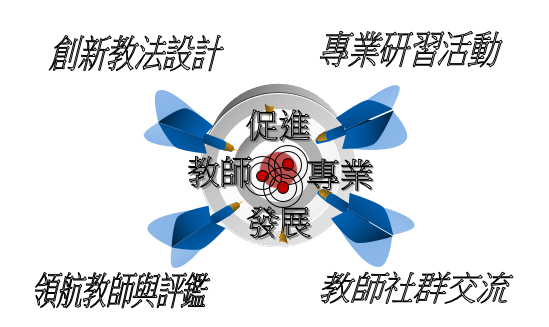 創新教法設計
專業研習活動
促進
教師
專業
發展
領航教師與評鑑
教師社群交流